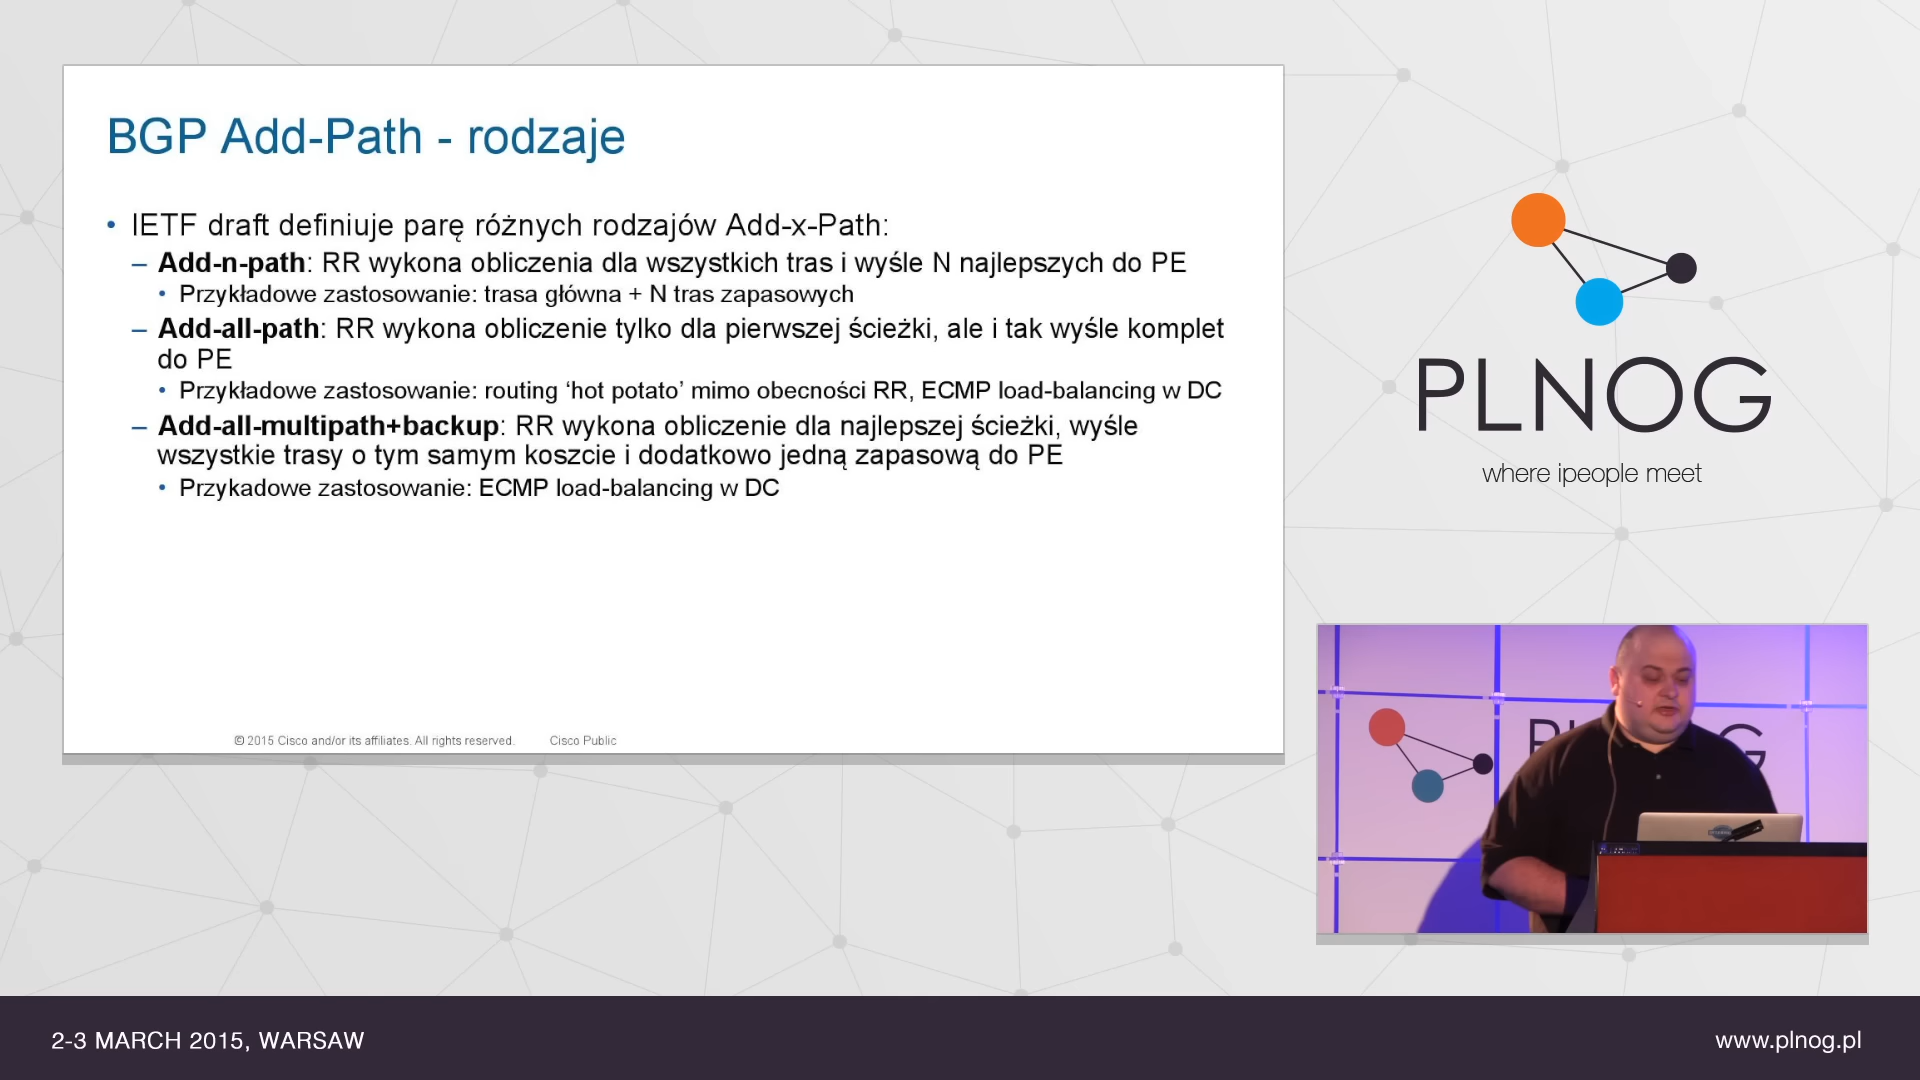 BGP Add-Path - rodzaje
• IETF draft definiuje parę różnych rodzajów Add-x-Path:
– Add-n-path: RR wykona obliczenia dla wszystkich tras i wyśle N najlepszych do PE
• Przykładowe zastosowanie: trasa główna + N tras zapasowych
– Add-all-path: RR wykona obliczenie tylko dla pierwszej ścieżki, ale i tak wyśle komplet
do PE
• Przykładowe zastosowanie: routing ‘hot potato’ mimo obecności RR, ECMP load-balancing w DC
– Add-all-multipath+backup: RR wykona obliczenie dla najlepszej ścieżki, wyśle
wszystkie trasy o tym samym koszcie i dodatkowo jedną zapasową do PE
• Przykadowe zastosowanie: ECMP load-balancing w DC
© 2015 Cisco and/or its affiliates. All rights reserved. Cisco Public
PLNOG
where ipeople meet
2-3 MARCH 2015, WARSAW
www.plnog.pl